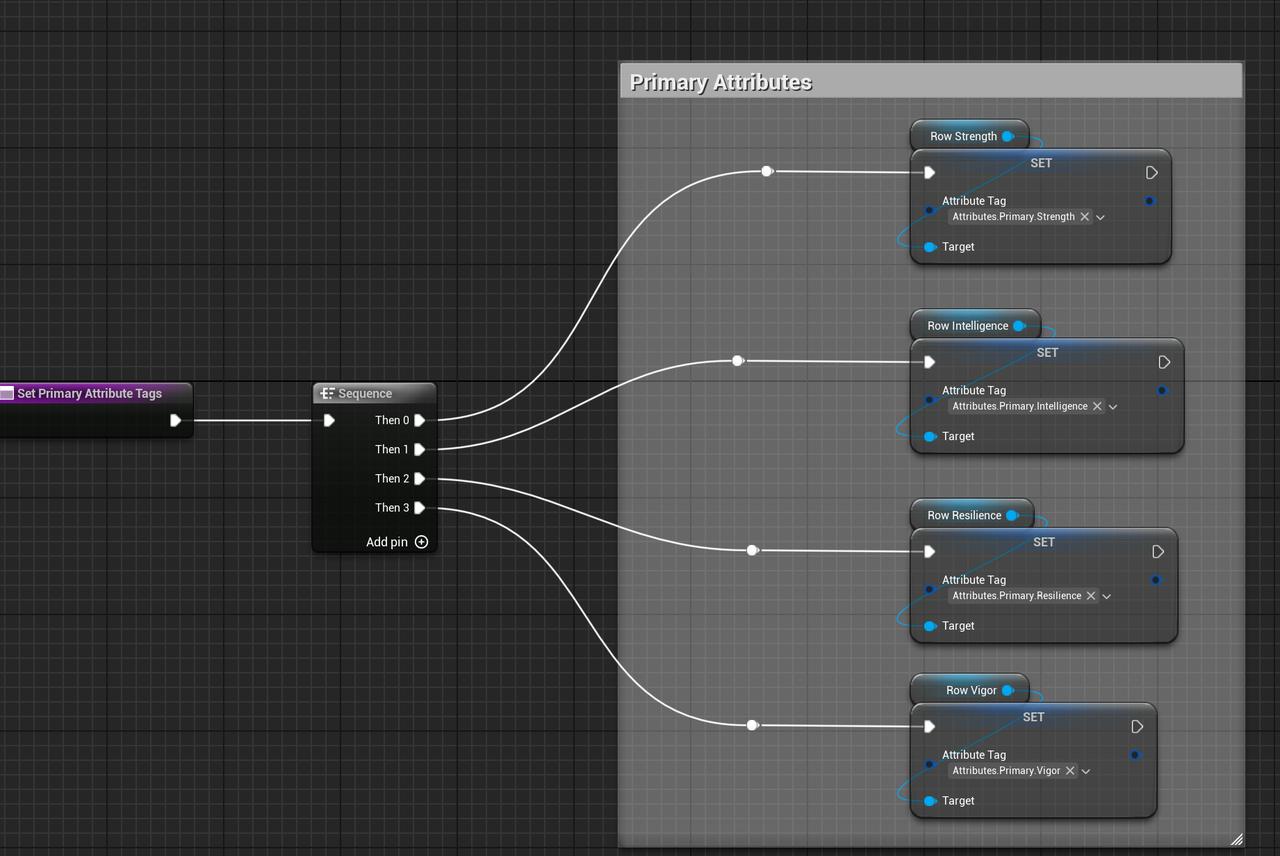 Primary Attributes
Row Strength
SET
Attribute Tag
Attributes.Primary.Strength
Target
Row Intelligence
SET
Attribute Tag
Attributes.Primary.Intelligence
Target
Set Primary Attribute Tags
Sequence
Then 0
Then 1
Then 2
Then 3
Add pin
Row Resilience
SET
Attribute Tag
Attributes.Primary.Resilience
Target
Row Vigor
SET
Attribute Tag
Attributes.Primary.Vigor
Target